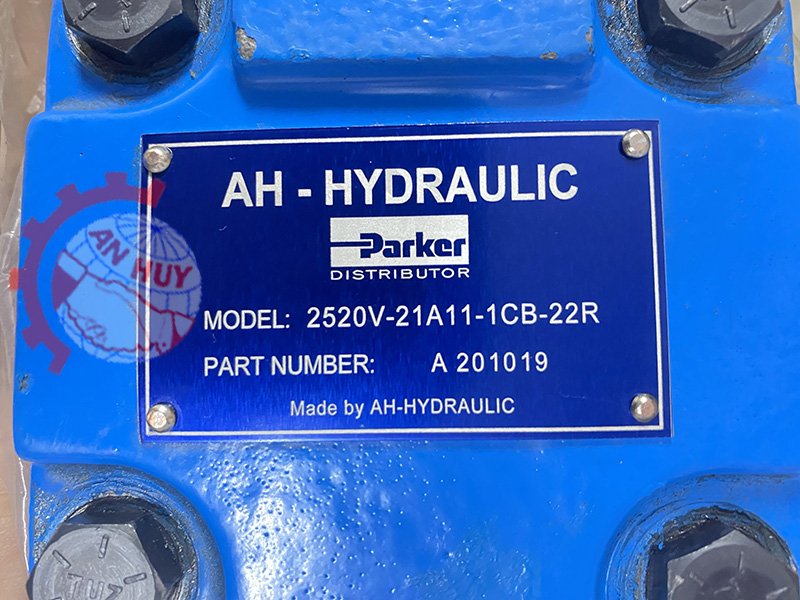 AH - HYDRAULIC
Parker
DISTRIBUTOR
AN HUY
MODEL: 2520V-21A11-1CB-22R
PART NUMBER: A 201019
Made by AH-HYDRAULIC